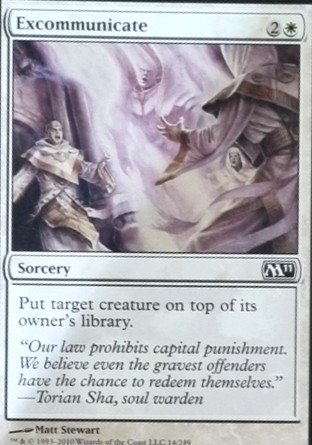 Excommunicate 2
Sorcery M11
Put target creature on top of its
owner's library.
"Our law prohibits capital punishment.
We believe even the gravest offenders
have the chance to redeem themselves."
—Torian Sha, soul warden
Matt Stewart
™ & © 1993-2010 Wizards of the Coast LLC 14/249